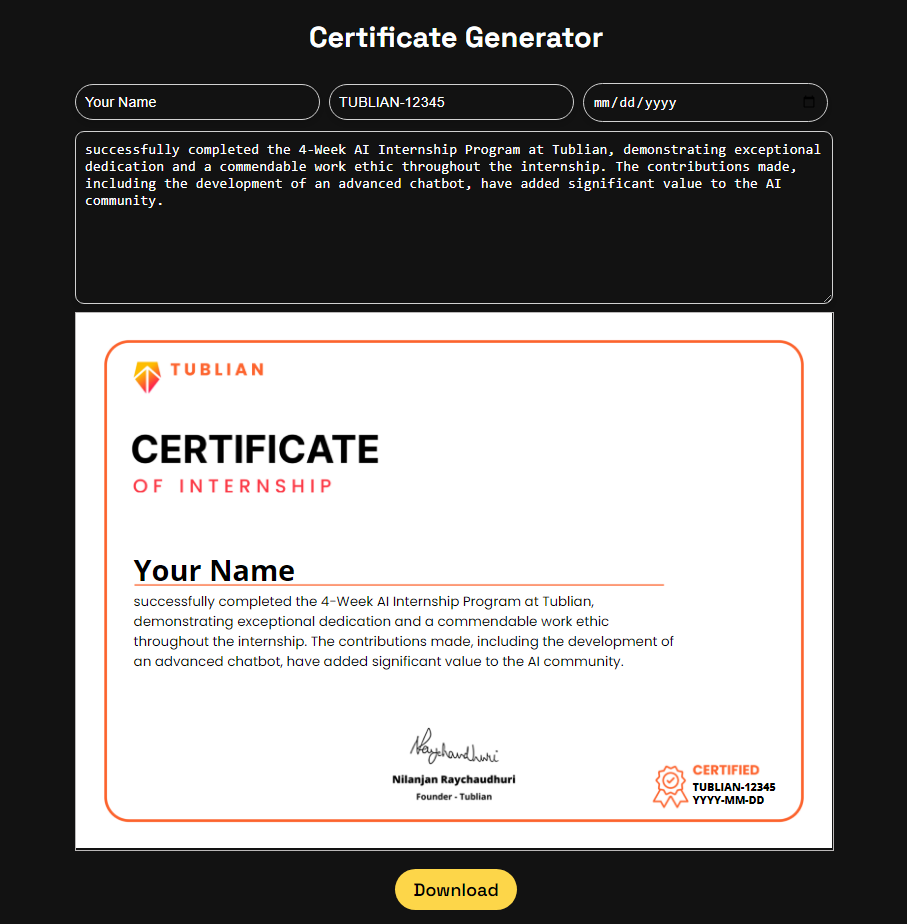 Certificate Generator
Your Name
TUBLIAN-12345
mm/dd/yyyy
successfully completed the 4-Week AI Internship Program at Tublian, demonstrating exceptional
dedication and a commendable work ethic throughout the internship. The contributions made,
including the development of an advanced chatbot, have added significant value to the AI
community.
TUBLIAN
CERTIFICATE
OF INTERNSHIP
Your Name
successfully completed the 4-Week AI Internship Program at Tublian,
demonstrating exceptional dedication and a commendable work ethic
throughout the internship. The contributions made, including the development of
an advanced chatbot, have added significant value to the AI community.
Raychaudhuri
Nilanjan Raychaudhuri
Founder - Tublian
CERTIFIED
TUBLIAN-12345
YYYY-MM-DD
Download